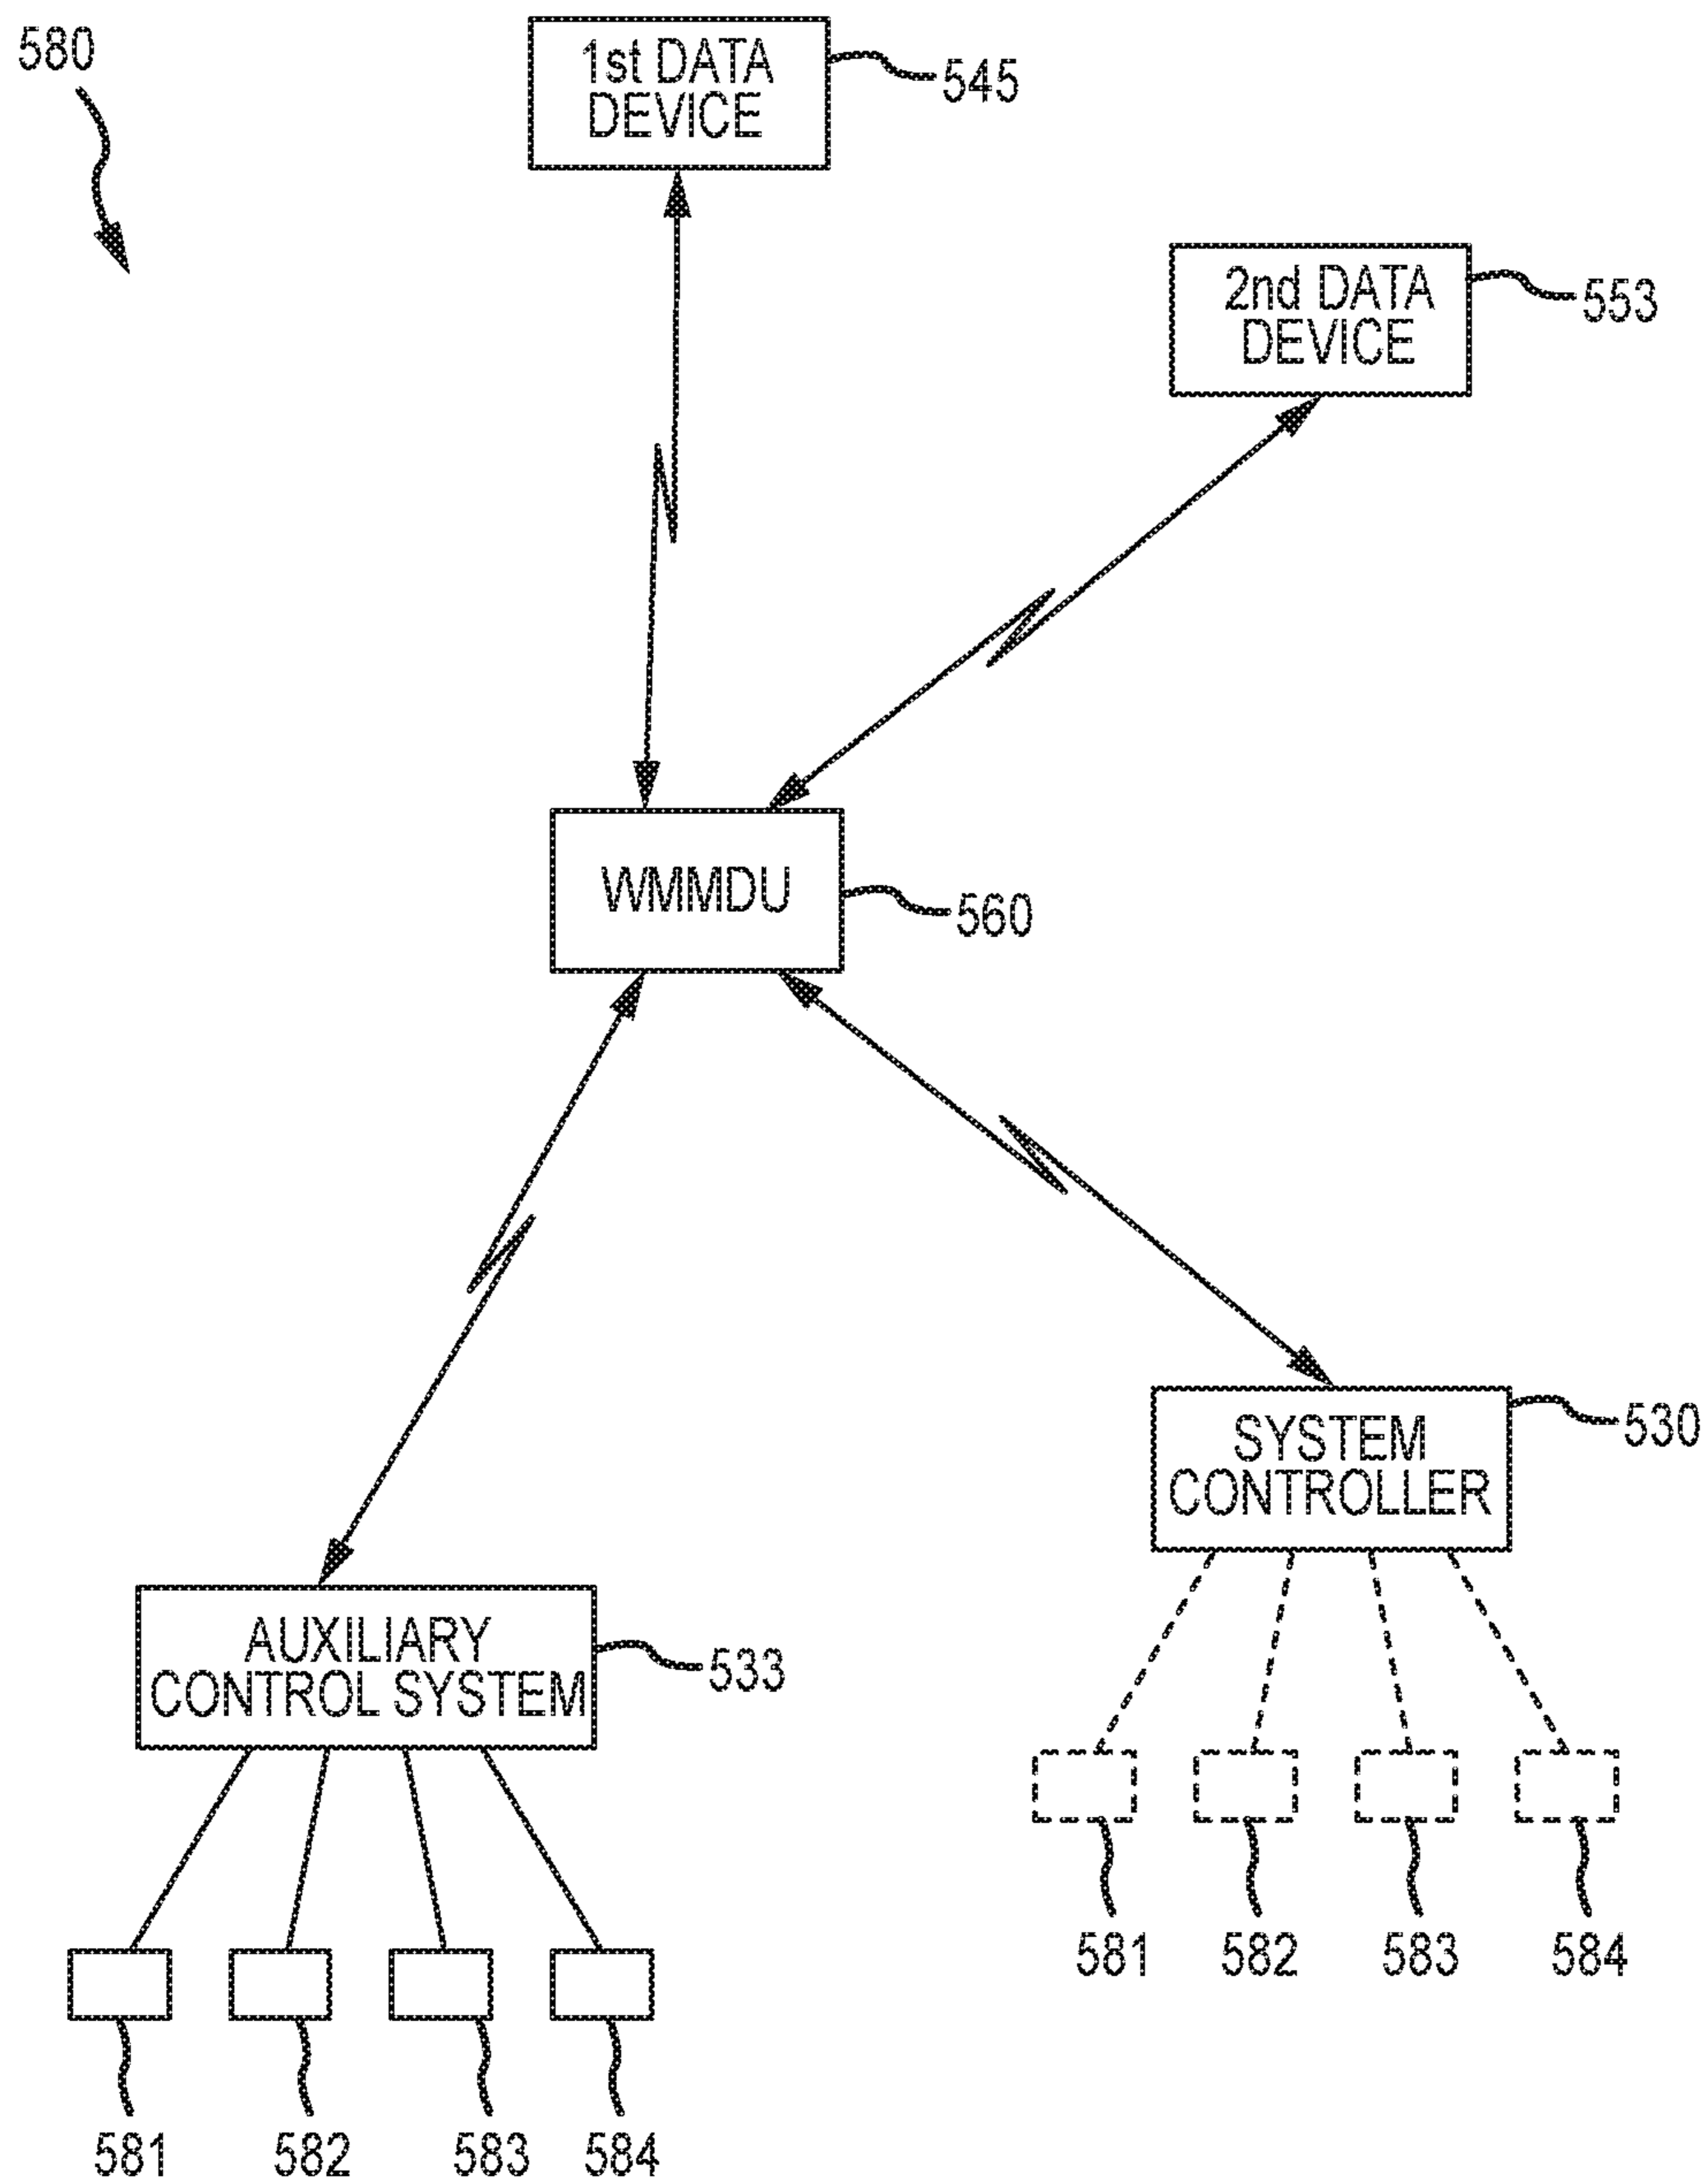 580
1st DATA
DEVICE
545
2nd DATA
DEVICE
553
WMMDU
560
SYSTEM
CONTROLLER
530
AUXILIARY
CONTROL SYSTEM
533
581 582 583 584
581 582 583 584